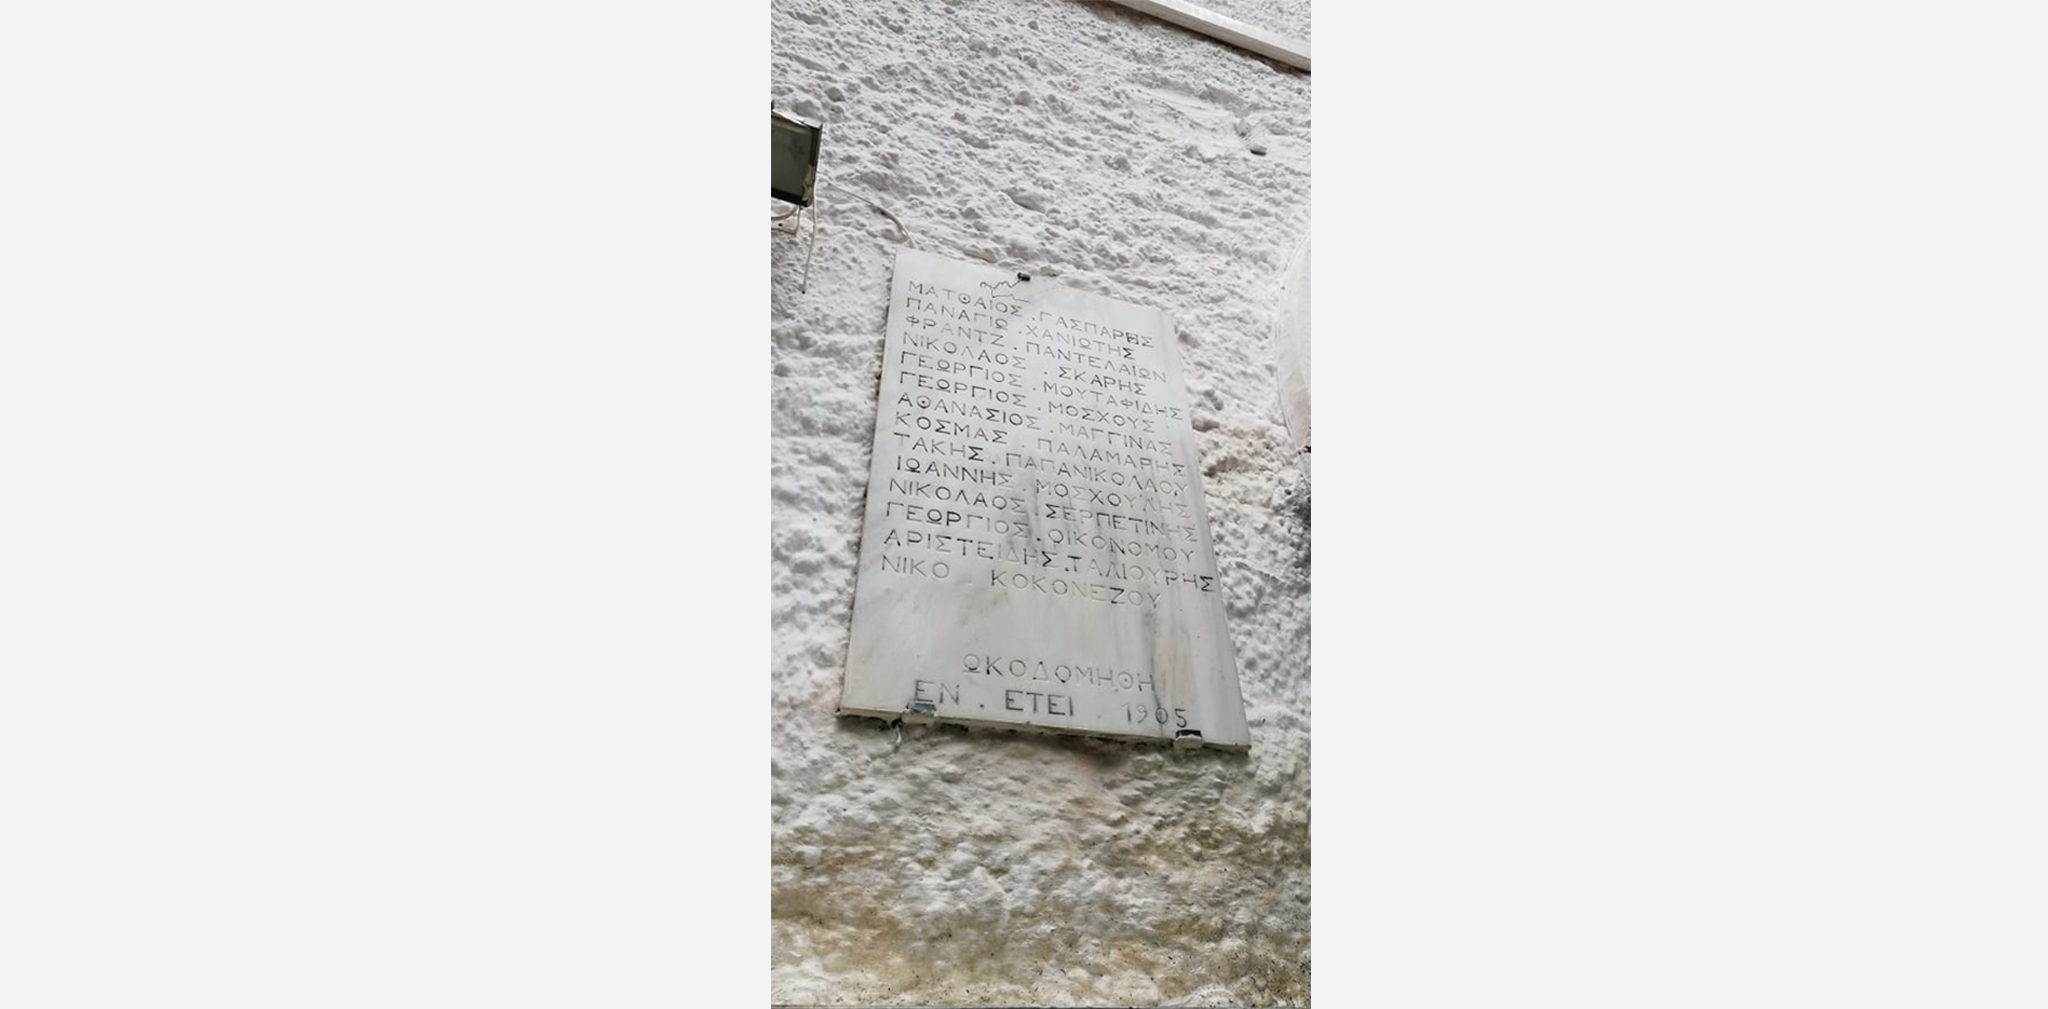 ΜΑΤΘΑΙΟΣ . ΓΑΣΠΑΡΗΣ
ΠΑΝΑΓΙΩ . ΧΑΝΙΩΤΗΣ
ΦΡΑΝΤΖ . ΠΑΝΤΕΛΑΙΩΝ
ΝΙΚΟΛΑΟΣ . ΣΚΑΡΗΣ
ΓΕΩΡΓΙΟΣ . ΜΟΥΤΑΦΙΔΗΣ
ΓΕΩΡΓΙΟΣ . ΜΟΣΧΟΥΣ
ΑΘΑΝΑΣΙΟΣ . ΜΑΓΓΙΝΑΣ
ΚΟΣΜΑΣ . ΠΑΛΑΜΑΡΗΣ
ΤΑΚΗΣ . ΠΑΠΑΝΙΚΟΛΑΟΥ
ΙΩΑΝΝΗΣ . ΜΟΣΧΟΥΛΗΣ
ΝΙΚΟΛΑΟΣ . ΣΕΡΠΕΤΙΝΗΣ
ΓΕΩΡΓΙΟΣ . ΟΙΚΟΝΟΜΟΥ
ΑΡΙΣΤΕΙΔΗΣ . ΤΑΛΙΟΥΡΗΣ
ΝΙΚΟ . ΚΟΚΟΝΕΖΟΥ
ΩΚΟΔΟΜΗΘΗ
ΕΝ . ΕΤΕΙ . 1905